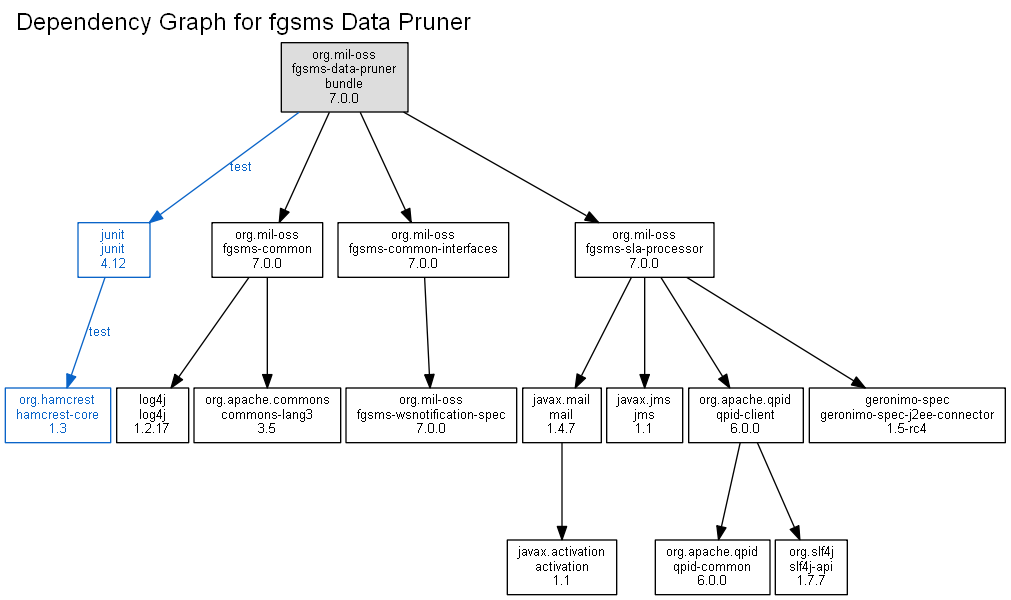 Dependency Graph for fgsms Data Pruner
org.mil-oss
fgsms-data-pruner
bundle
7.0.0
test
junit
junit
4.12
org.mil-oss
fgsms-common
7.0.0
org.mil-oss
fgsms-common-interfaces
7.0.0
org.mil-oss
fgsms-sla-processor
7.0.0
test
org.hamcrest
hamcrest-core
1.3
log4j
log4j
1.2.17
org.apache.commons
commons-lang3
3.5
org.mil-oss
fgsms-wsnotification-spec
7.0.0
javax.mail
mail
1.4.7
javax.jms
jms
1.1
org.apache.qpid
qpid-client
6.0.0
geronimo-spec
geronimo-spec-j2ee-connector
1.5-rc4
javax.activation
activation
1.1
org.apache.qpid
qpid-common
6.0.0
org.slf4j
slf4j-api
1.7.7